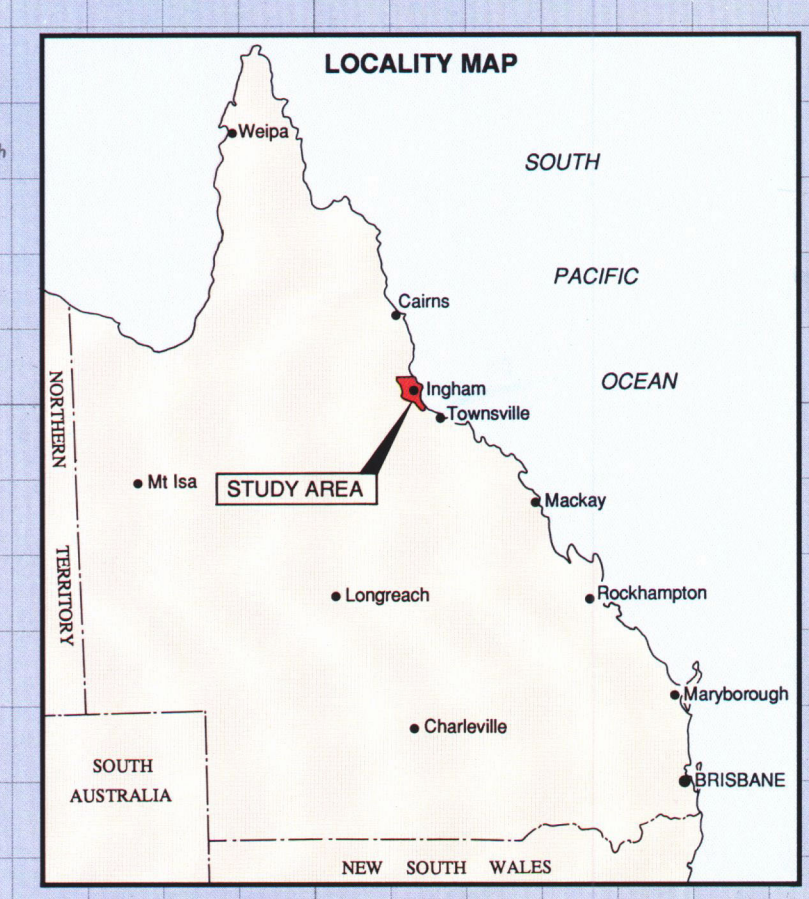 LOCALITY MAP
Weipa
SOUTH
PACIFIC
Cairns
OCEAN
Ingham
Townsville
NORTHERN
Mt Isa
STUDY AREA
Mackay
TERRITORY
Longreach
Rockhampton
Maryborough
Charleville
SOUTH
AUSTRALIA
BRISBANE
NEW SOUTH WALES